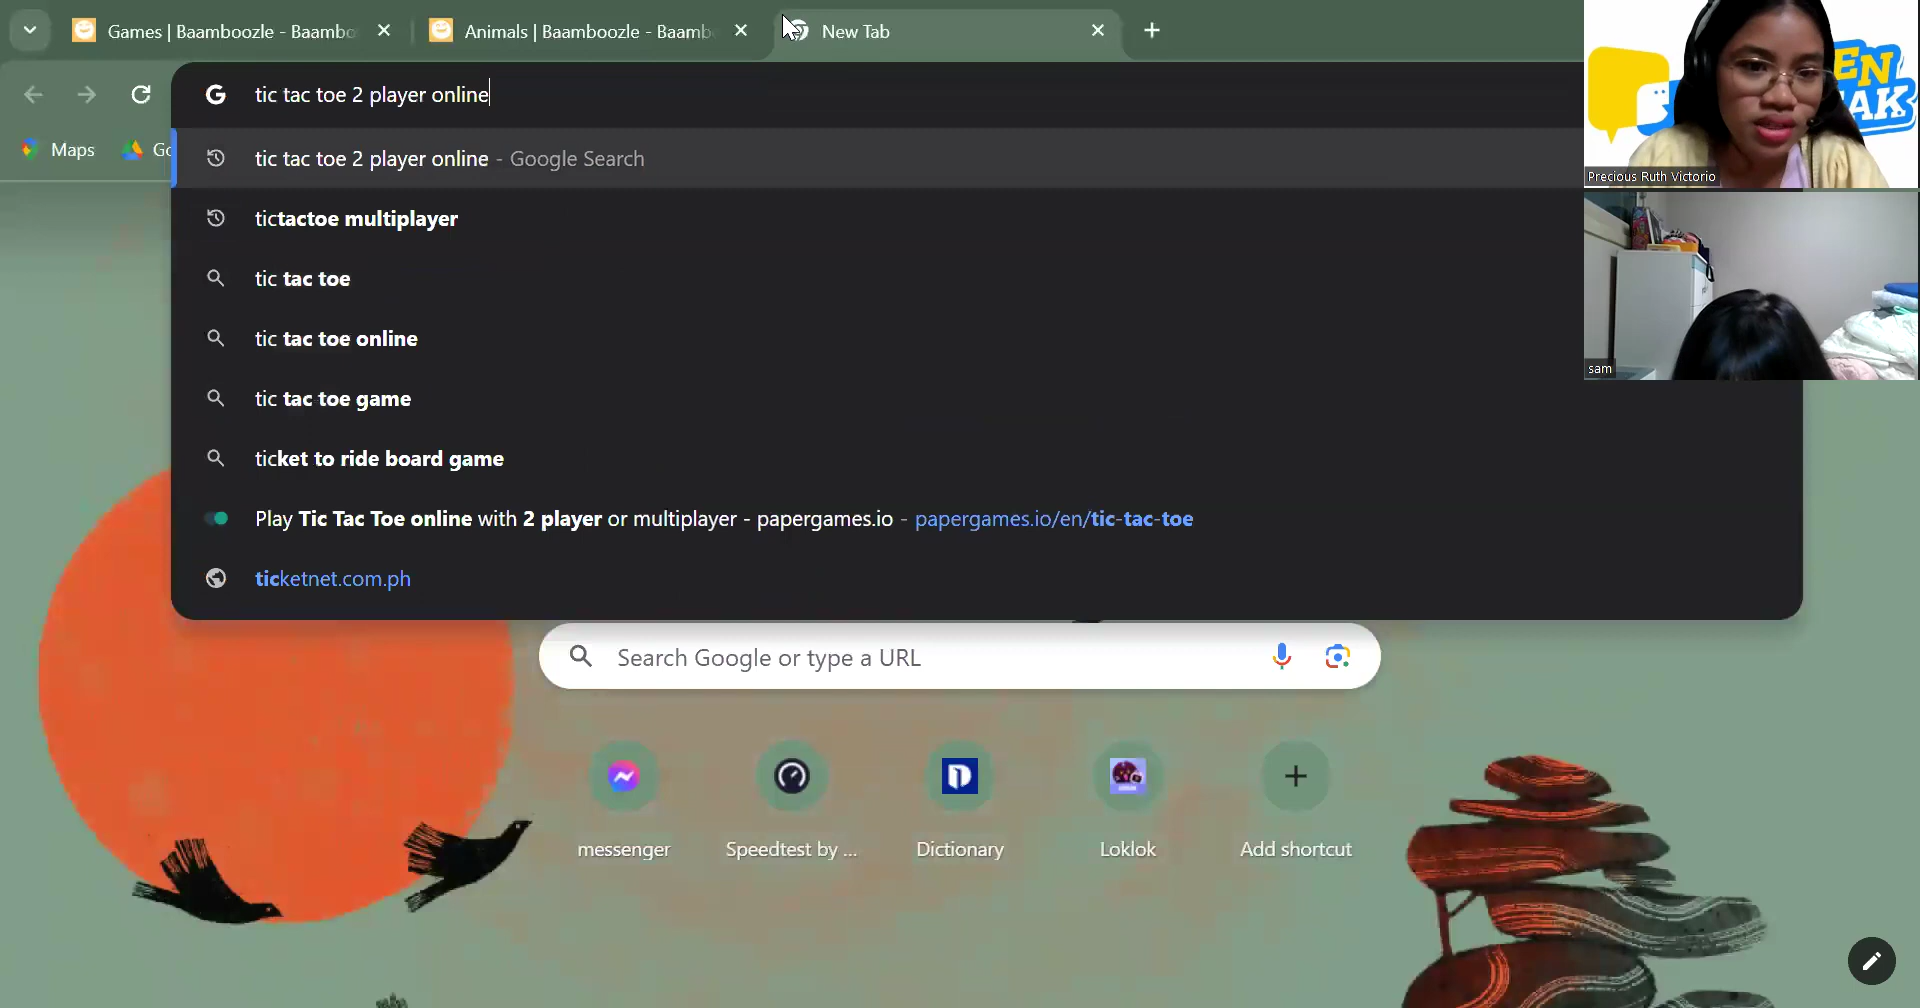 Games | Baamboozle - Baambo
Animals | Baamboozle - Baamb
New Tab
tic tac toe 2 player online
Maps
Go
tic tac toe 2 player online - Google Search
tictactoe multiplayer
tic tac toe
tic tac toe online
tic tac toe game
ticket to ride board game
Play Tic Tac Toe online with 2 player or multiplayer - papergames.io - papergames.io/en/tic-tac-toe
ticketnet.com.ph
Search Google or type a URL
messenger
Speedtest by ...
Dictionary
Loklok
Add shortcut
EN
AK
Precious Ruth Victorio
sam